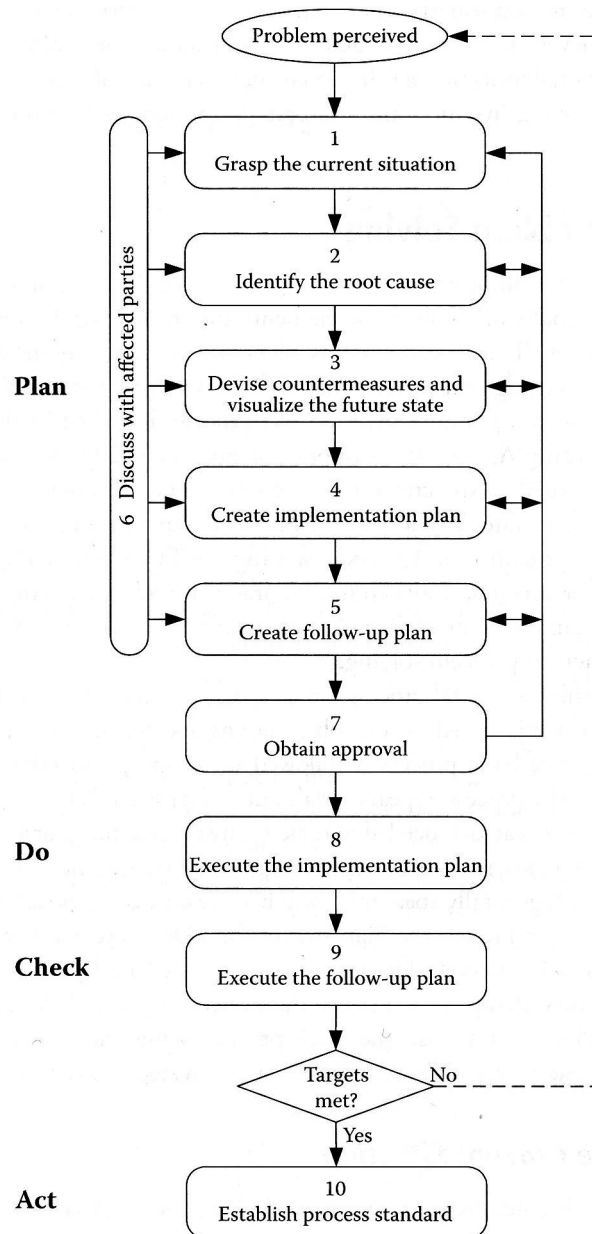 Problem perceived
1
Grasp the current situation
2
Identify the root cause
3
Devise countermeasures and
visualize the future state
Plan
6 Discuss with affected parties
4
Create implementation plan
5
Create follow-up plan
7
Obtain approval
Do
8
Execute the implementation plan
Check
9
Execute the follow-up plan
Targets
met?
No
Yes
Act
10
Establish process standard